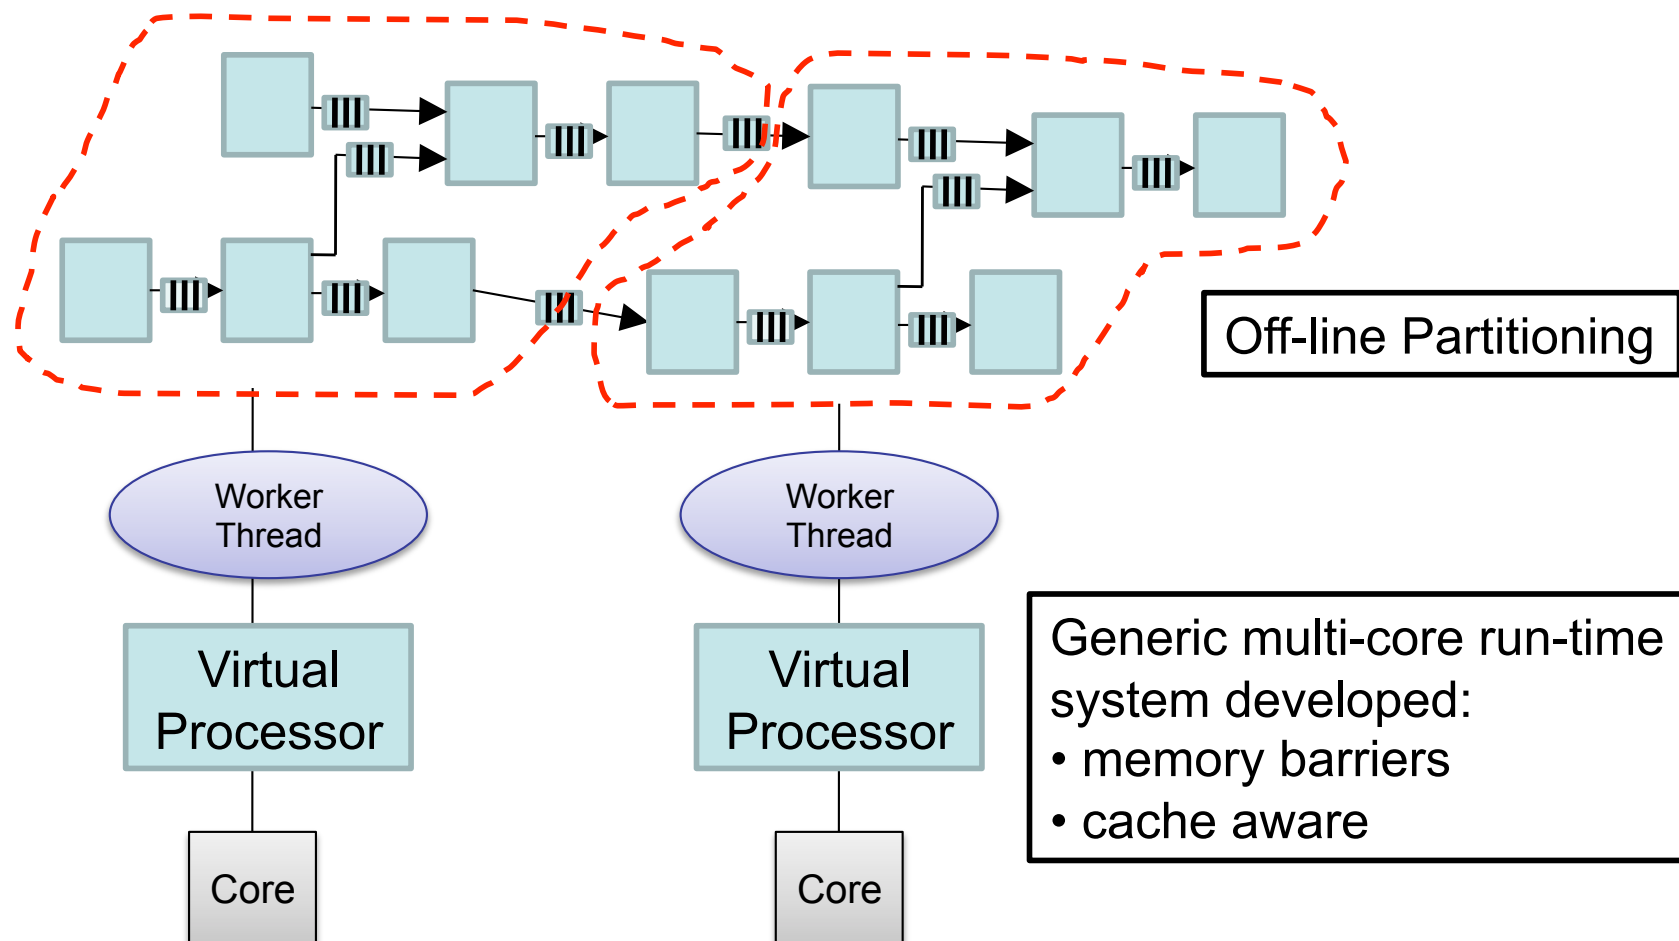 Off-line Partitioning
Worker
Thread
Worker
Thread
Virtual
Processor
Virtual
Processor
Generic multi-core run-time
system developed:
• memory barriers
• cache aware
Core
Core